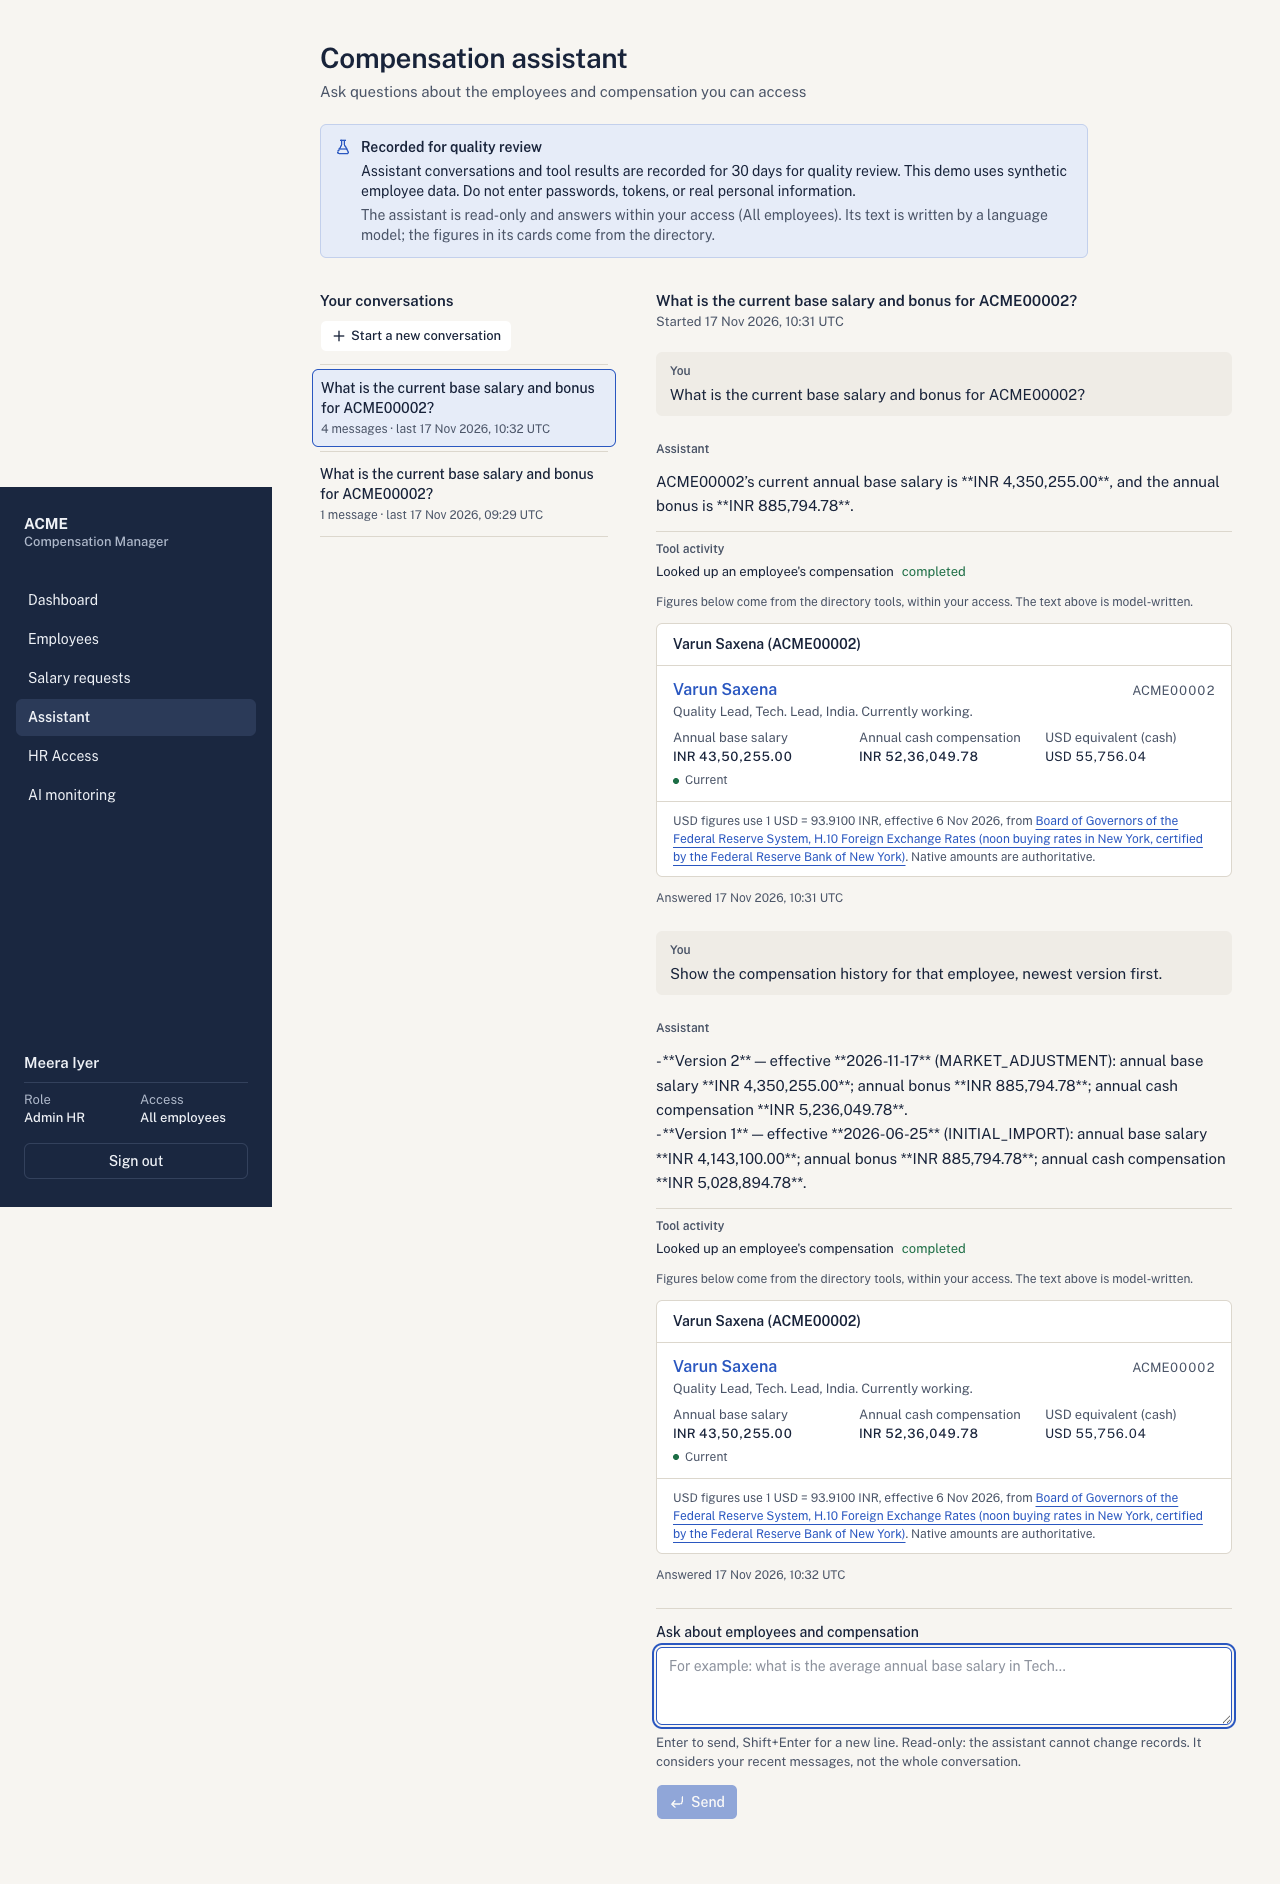 Compensation assistant
Ask questions about the employees and compensation you can access
Recorded for quality review
Assistant conversations and tool results are recorded for 30 days for quality review. This demo uses synthetic
employee data. Do not enter passwords, tokens, or real personal information.
The assistant is read-only and answers within your access (All employees). Its text is written by a language
model; the figures in its cards come from the directory.
Your conversations
Start a new conversation
What is the current base salary and bonus
for ACME00002?
4 messages · last 17 Nov 2026, 10:32 UTC
What is the current base salary and bonus
for ACME00002?
1 message · last 17 Nov 2026, 09:29 UTC
ACME
Compensation Manager
Dashboard
Employees
Salary requests
Assistant
HR Access
AI monitoring
Meera Iyer
Role
Access
Admin HR
All employees
Sign out
What is the current base salary and bonus for ACME00002?
Started 17 Nov 2026, 10:31 UTC
You
What is the current base salary and bonus for ACME00002?
Assistant
ACME00002’s current annual base salary is **INR 4,350,255.00**, and the annual
bonus is **INR 885,794.78**.
Tool activity
Looked up an employee's compensation completed
Figures below come from the directory tools, within your access. The text above is model-written.
Varun Saxena (ACME00002)
Varun Saxena
ACME00002
Quality Lead, Tech. Lead, India. Currently working.
Annual base salary
Annual cash compensation
USD equivalent (cash)
INR 43,50,255.00
INR 52,36,049.78
USD 55,756.04
Current
USD figures use 1 USD = 93.9100 INR, effective 6 Nov 2026, from Board of Governors of the
Federal Reserve System, H.10 Foreign Exchange Rates (noon buying rates in New York, certified
by the Federal Reserve Bank of New York). Native amounts are authoritative.
Answered 17 Nov 2026, 10:31 UTC
You
Show the compensation history for that employee, newest version first.
Assistant
- **Version 2** — effective **2026-11-17** (MARKET_ADJUSTMENT): annual base
salary **INR 4,350,255.00**; annual bonus **INR 885,794.78**; annual cash
compensation **INR 5,236,049.78**.
- **Version 1** — effective **2026-06-25** (INITIAL_IMPORT): annual base salary
**INR 4,143,100.00**; annual bonus **INR 885,794.78**; annual cash compensation
**INR 5,028,894.78**.
Tool activity
Looked up an employee's compensation completed
Figures below come from the directory tools, within your access. The text above is model-written.
Varun Saxena (ACME00002)
Varun Saxena
ACME00002
Quality Lead, Tech. Lead, India. Currently working.
Annual base salary
Annual cash compensation
USD equivalent (cash)
INR 43,50,255.00
INR 52,36,049.78
USD 55,756.04
Current
USD figures use 1 USD = 93.9100 INR, effective 6 Nov 2026, from Board of Governors of the
Federal Reserve System, H.10 Foreign Exchange Rates (noon buying rates in New York, certified
by the Federal Reserve Bank of New York). Native amounts are authoritative.
Answered 17 Nov 2026, 10:32 UTC
Ask about employees and compensation
For example: what is the average annual base salary in Tech...
Enter to send, Shift+Enter for a new line. Read-only: the assistant cannot change records. It
considers your recent messages, not the whole conversation.
Send